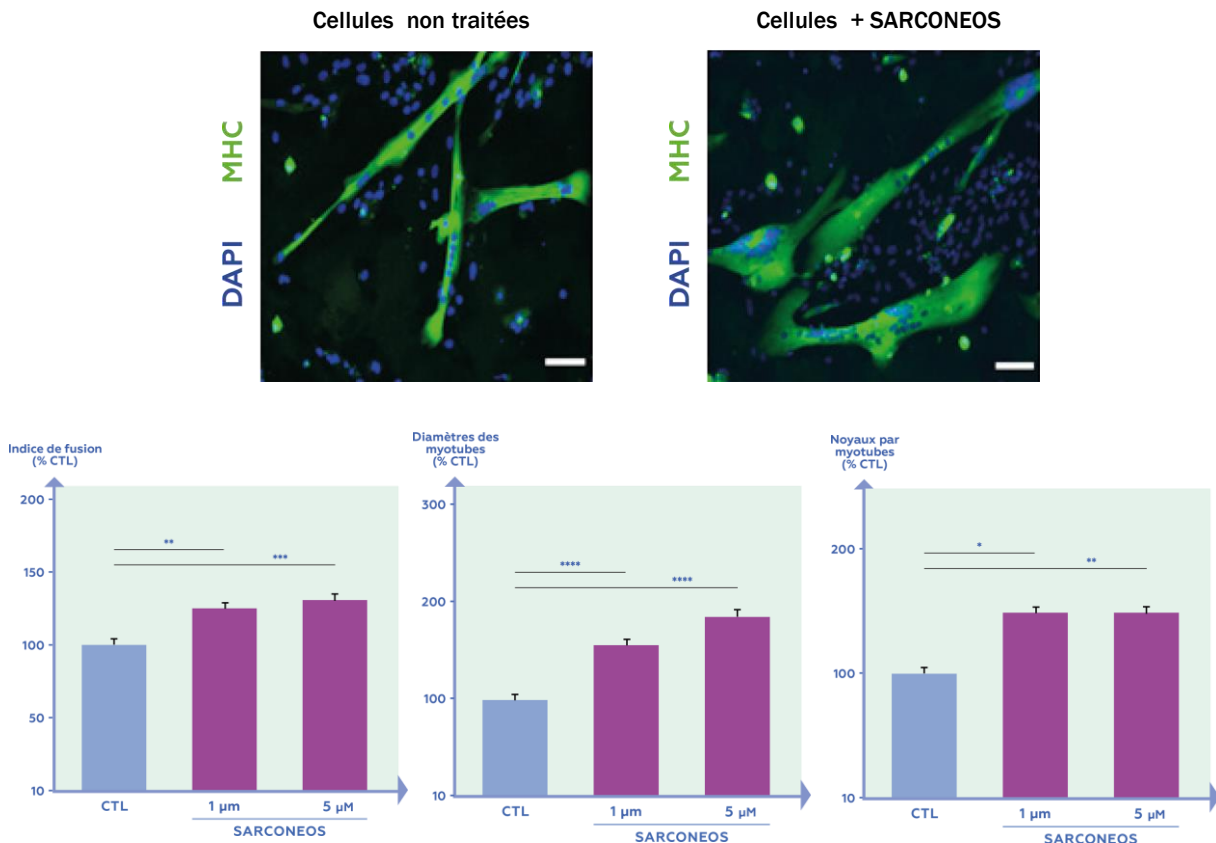 Cellules non traitées
Cellules + SARCONEOS
DAPI MHC
DAPI MHC
Indice de fusion
(% CTL)
200
150
100
50
10
**
***
CTL
1 µm
5 µM
SARCONEOS
Diamètres des
myotubes
(% CTL)
300
200
100
10
****
****
CTL
1 µm
5 µM
SARCONEOS
Noyaux par
myotubes
(% CTL)
200
100
10
*
**
CTL
1 µm
5 µM
SARCONEOS